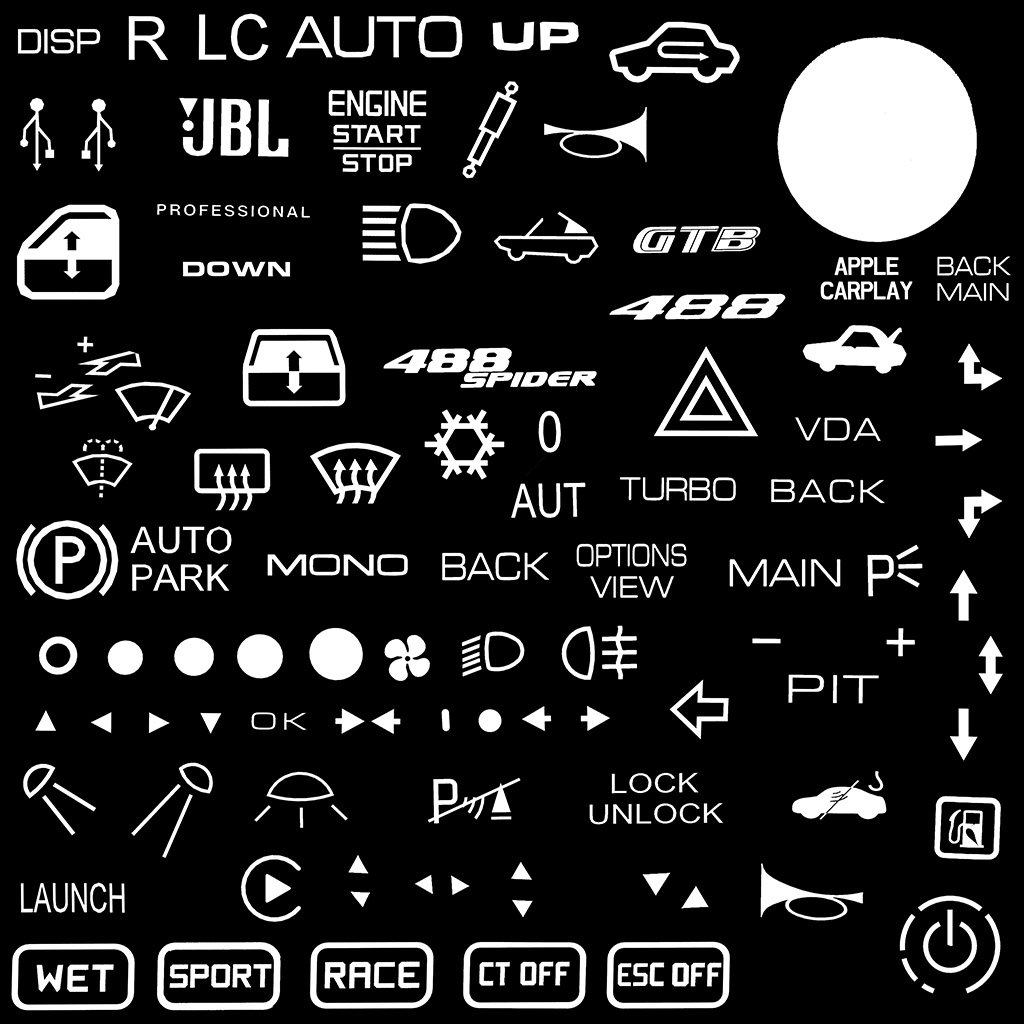 DISP
R
LC
AUTO
UP
JBL
ENGINE
START
STOP
PROFESSIONAL
DOWN
GTB
APPLE
CARPLAY
BACK
MAIN
488
488
SPIDER
0
VDA
AUT
TURBO
BACK
P
AUTO
PARK
MONO
BACK
OPTIONS
VIEW
MAIN
P
-
+
PIT
OK
P
LOCK
UNLOCK
LAUNCH
WET
SPORT
RACE
CT OFF
ESC OFF